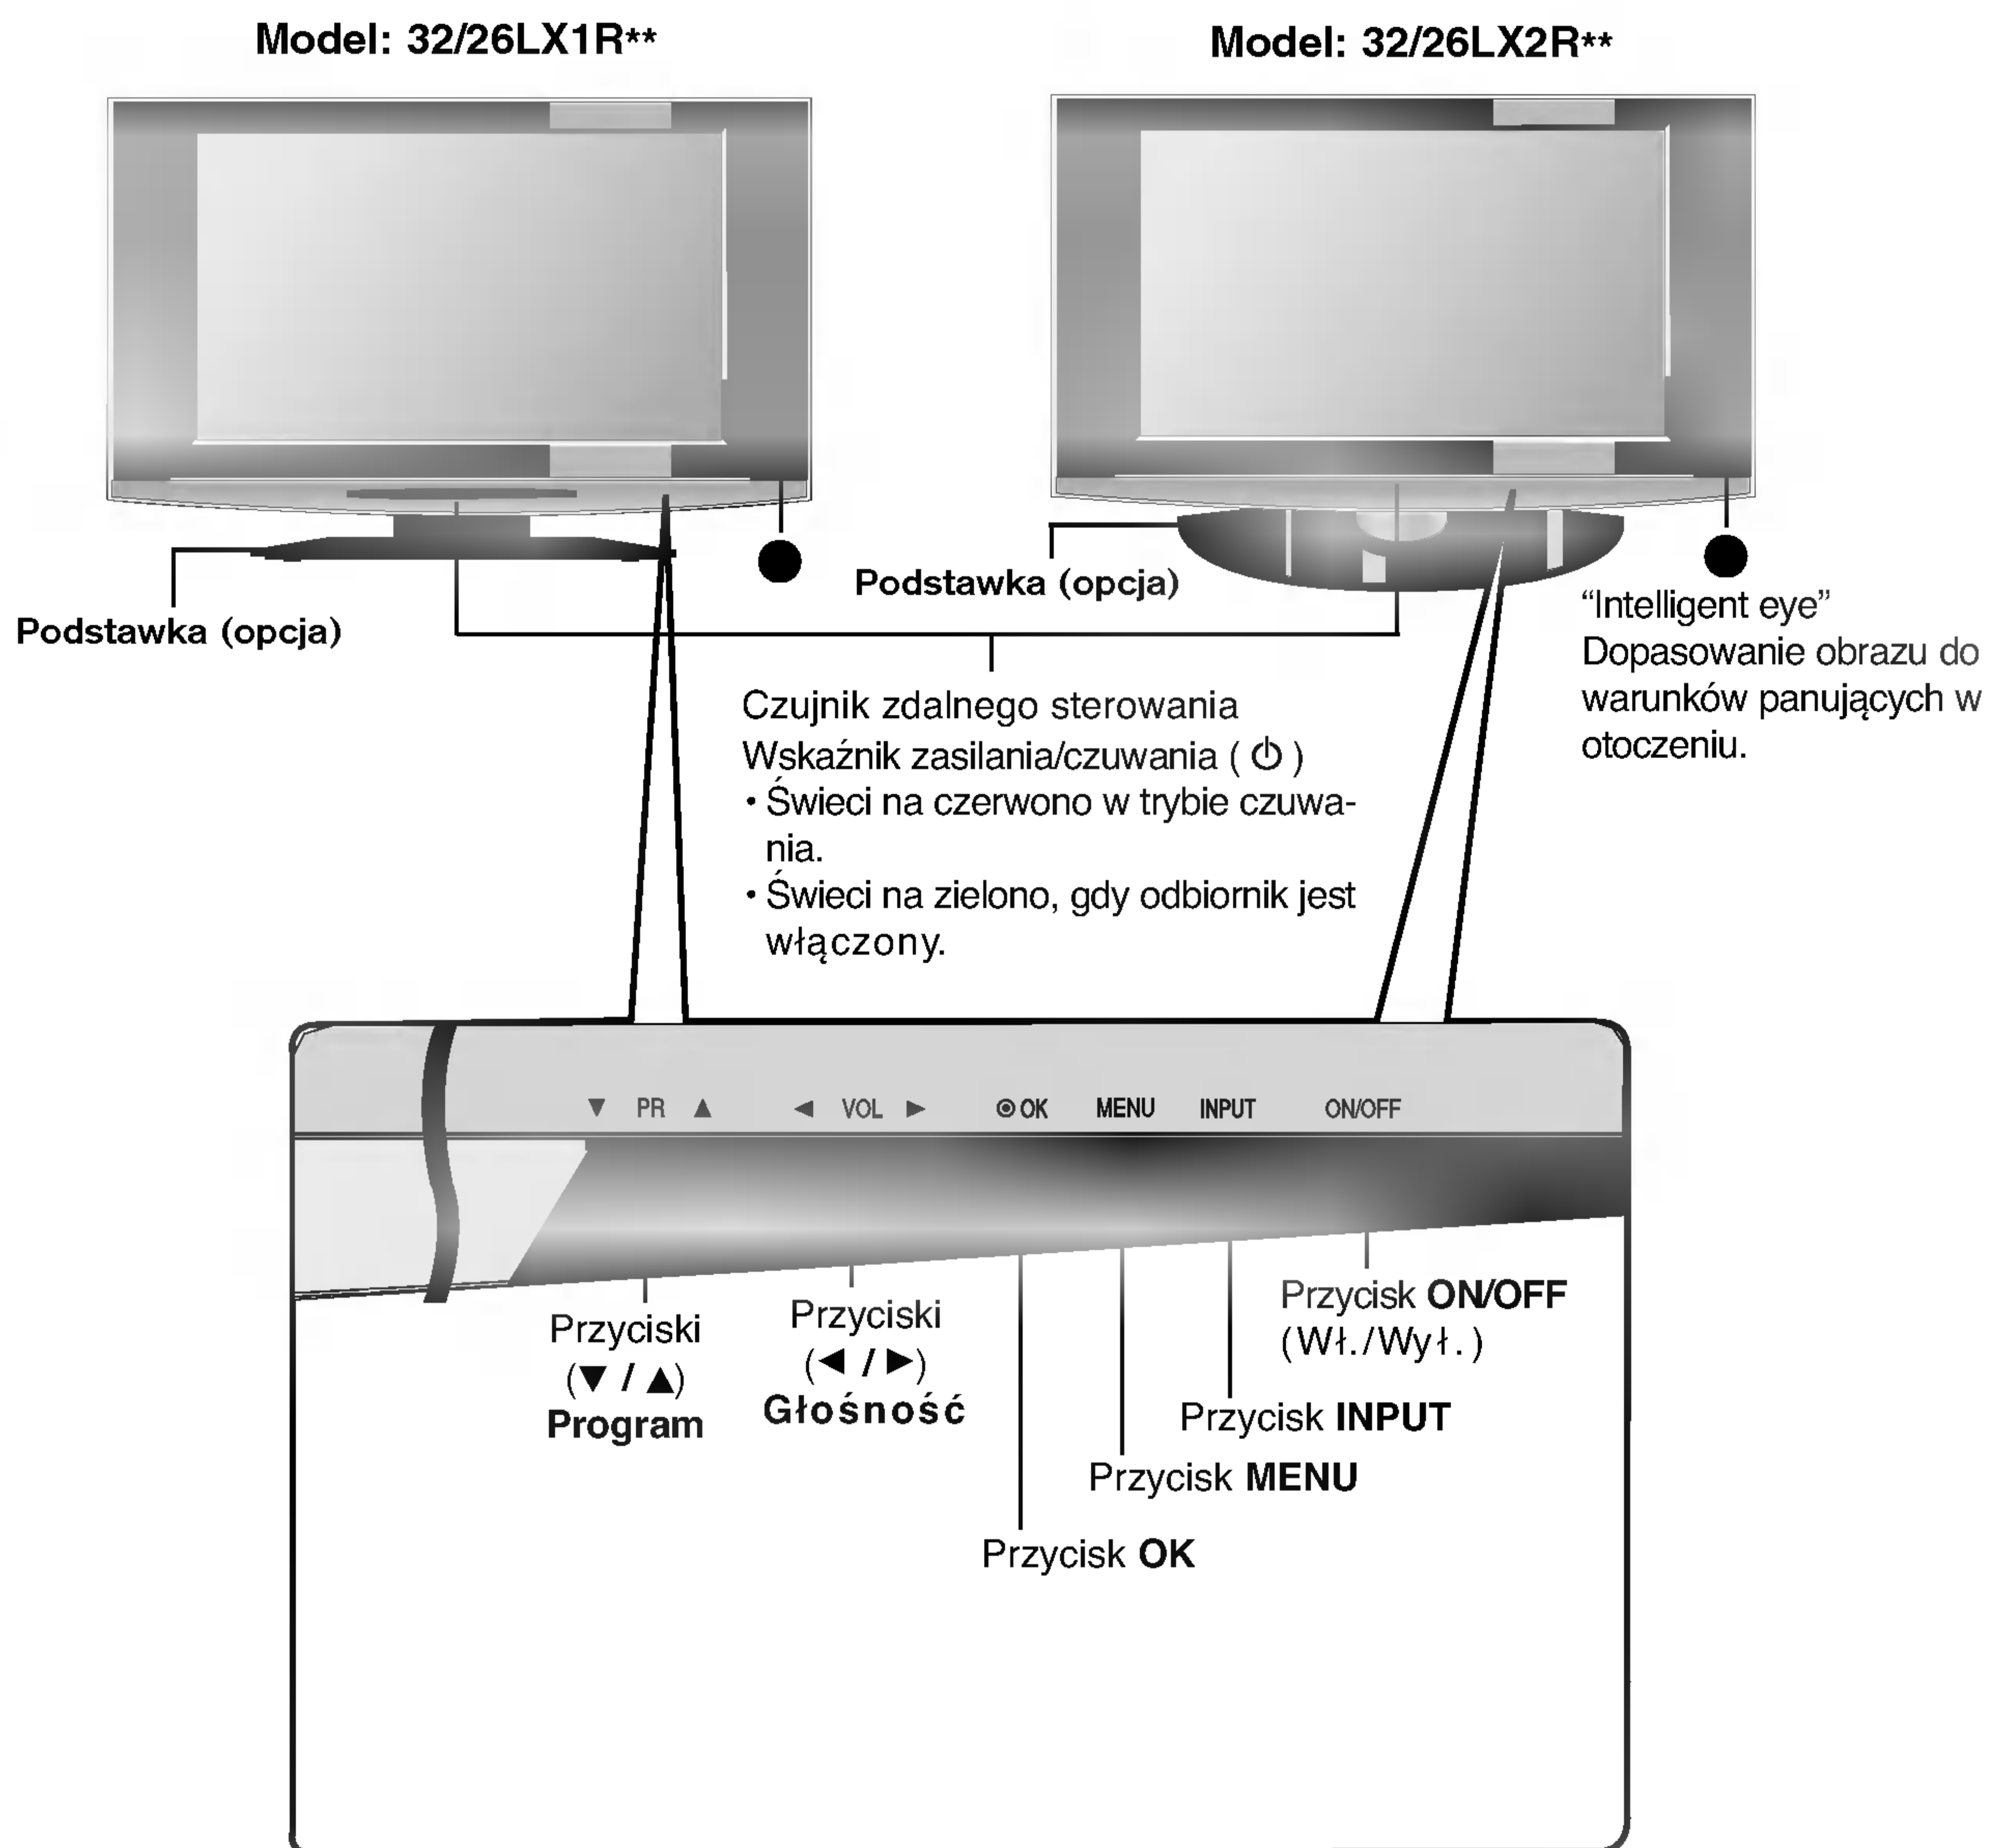 Model: 32/26LX1R**
Model: 32/26LX2R**
Podstawka (opcja)
Podstawka (opcja)
“Intelligent eye”
Dopasowanie obrazu do
warunków panujących w
otoczeniu.
Czujnik zdalnego sterowania
Wskaźnik zasilania/czuwania ( ⏻ )
• Świeci na czerwono w trybie czuwa-
nia.
• Świeci na zielono, gdy odbiornik jest
włączony.
▼ PR ▲ ◄ VOL ► ◉ OK MENU INPUT ON/OFF
Przyciski
(▼ / ▲)
Program
Przyciski
(◄ / ►)
Głośność
Przycisk ON/OFF
(Wł./Wył.)
Przycisk INPUT
Przycisk MENU
Przycisk OK